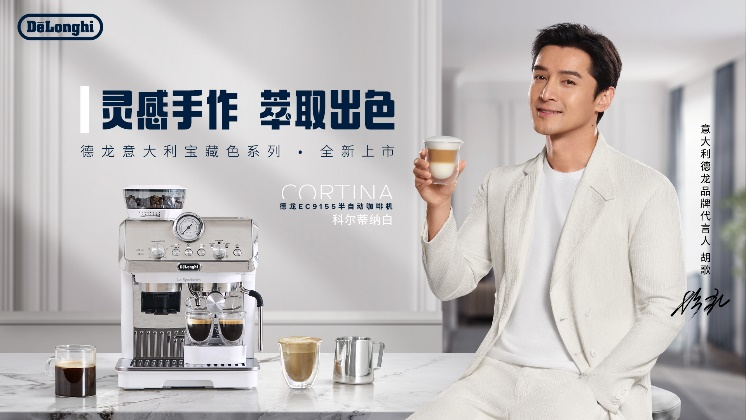 DeLonghi
灵感手作 萃取出色
德龙意大利宝藏色系列 • 全新上市
CORTINA
德龙EC9155半自动咖啡机
科尔蒂纳白
意大利德龙品牌代言人 胡歌
DeLonghi